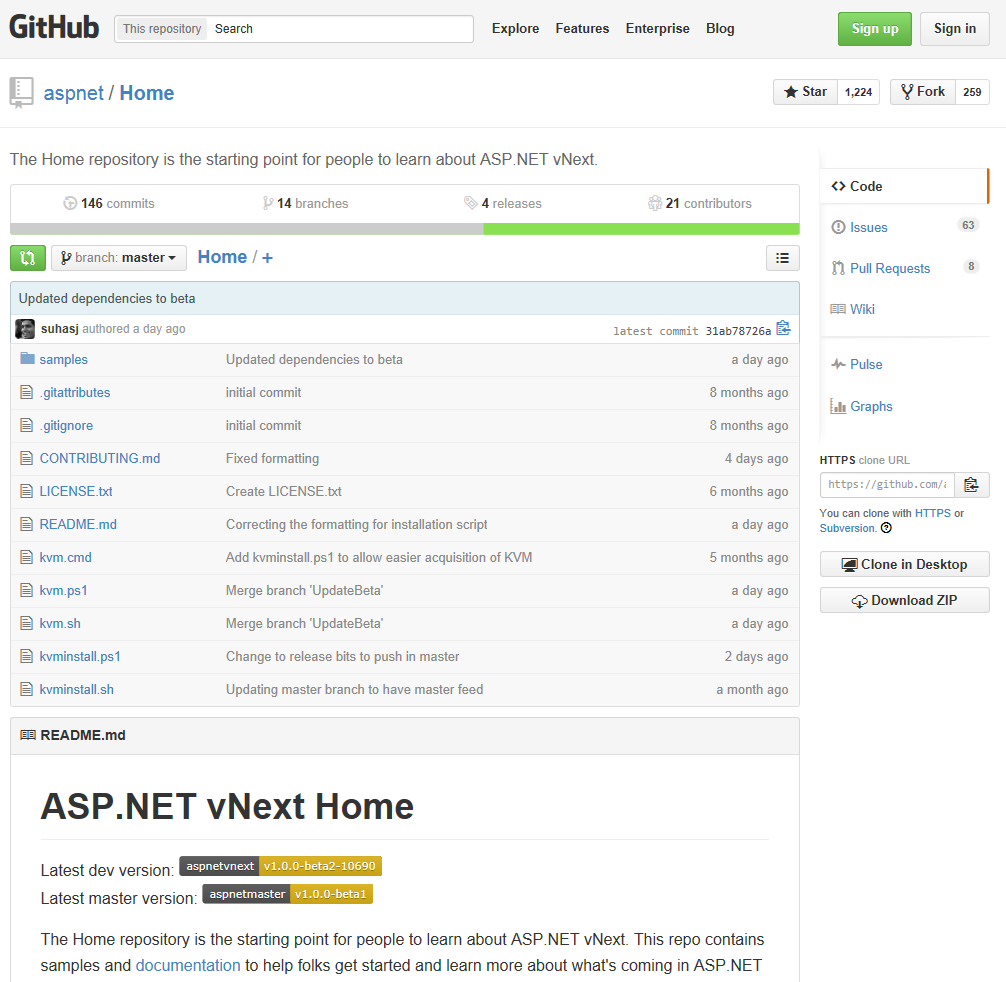 GitHub This repository Search Explore Features Enterprise Blog Sign up Sign in
aspnet / Home Star 1,224 Fork 259
The Home repository is the starting point for people to learn about ASP.NET vNext.
146 commits 14 branches 4 releases 21 contributors
branch: master Home / +
Updated dependencies to beta
suhasj authored a day ago latest commit 31ab78726a
samples Updated dependencies to beta a day ago
.gitattributes initial commit 8 months ago
.gitignore initial commit 8 months ago
CONTRIBUTING.md Fixed formatting 4 days ago
LICENSE.txt Create LICENSE.txt 6 months ago
README.md Correcting the formatting for installation script a day ago
kvm.cmd Add kvminstall.ps1 to allow easier acquisition of KVM 5 months ago
kvm.ps1 Merge branch 'UpdateBeta' a day ago
kvm.sh Merge branch 'UpdateBeta' a day ago
kvminstall.ps1 Change to release bits to push in master 2 days ago
kvminstall.sh Updating master branch to have master feed a month ago
README.md
ASP.NET vNext Home
Latest dev version: aspnetvnext v1.0.0-beta2-10690
Latest master version: aspnetmaster v1.0.0-beta1
The Home repository is the starting point for people to learn about ASP.NET vNext. This repo contains
samples and documentation to help folks get started and learn more about what's coming in ASP.NET
Code
Issues 63
Pull Requests 8
Wiki
Pulse
Graphs
HTTPS clone URL
https://github.com/a
You can clone with HTTPS or
Subversion.
Clone in Desktop
Download ZIP